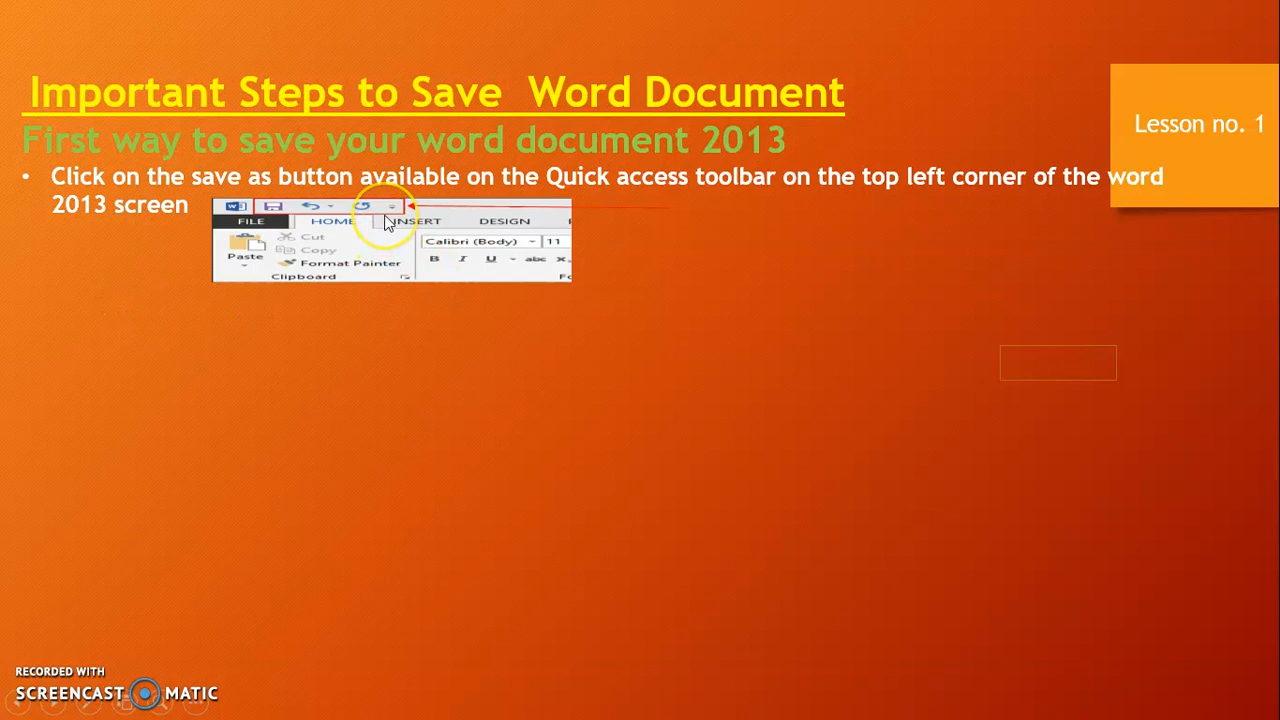 Important Steps to Save  Word Document
First way to save your word document 2013
Lesson no. 1
• Click on the save as button available on the Quick access toolbar on the top left corner of the word
2013 screen
FILE HOME INSERT DESIGN
Cut
Copy
Paste
Format Painter
Clipboard
Calibri (Body) 11
B I U abc x
RECORDED WITH
SCREENCAST MATIC